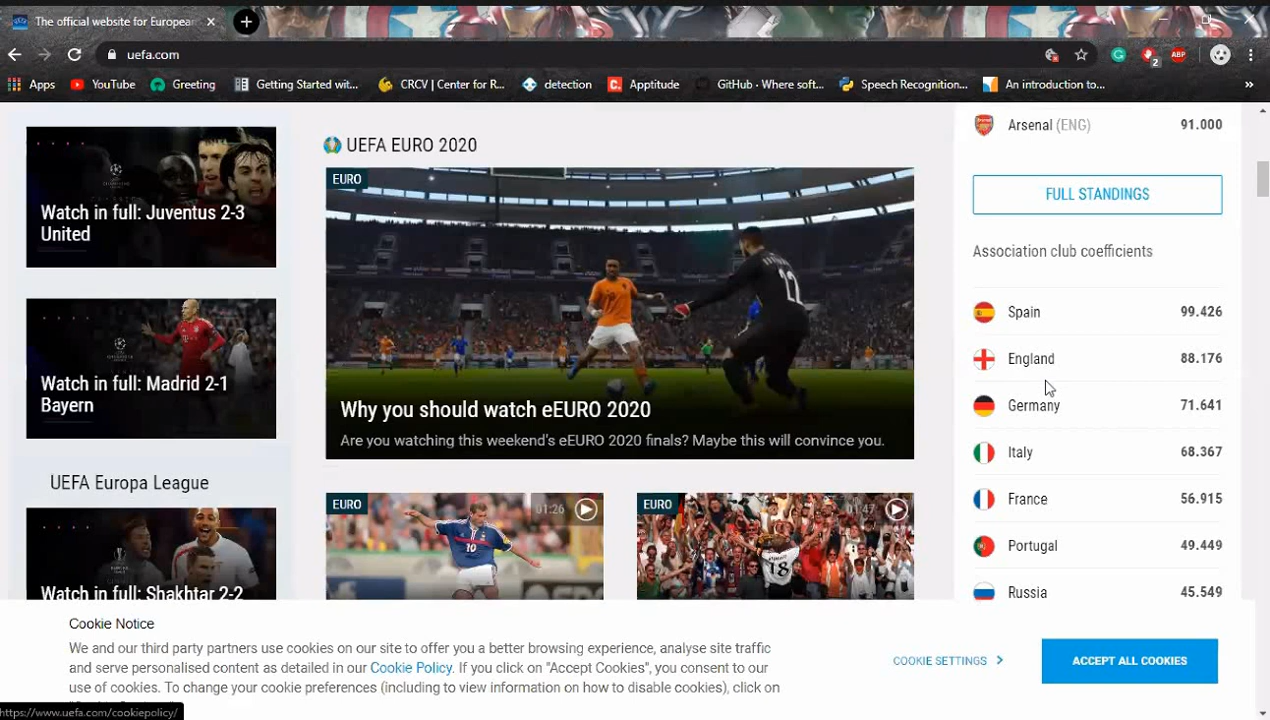 The official website for European
uefa.com
2
Apps
YouTube
Greeting
Getting Started wit...
CRCV | Center for R...
detection
Apptitude
GitHub - Where soft...
Speech Recognition...
An introduction to...
»
Watch in full: Juventus 2-3
United
Watch in full: Madrid 2-1
Bayern
UEFA Europa League
Watch in full: Shakhtar 2-2
UEFA EURO 2020
EURO
Why you should watch eEURO 2020
Are you watching this weekend's eEURO 2020 finals? Maybe this will convince you.
EURO
01:26
EURO
01:47
Arsenal (ENG) 91.000
FULL STANDINGS
Association club coefficients
Spain 99.426
England 88.176
Germany 71.641
Italy 68.367
France 56.915
Portugal 49.449
Russia 45.549
Cookie Notice
We and our third party partners use cookies on our site to offer you a better browsing experience, analyse site traffic
and serve personalised content as detailed in our Cookie Policy. If you click on "Accept Cookies", you consent to our
use of cookies. To change your cookie preferences (including to view information on how to disable cookies), click on
COOKIE SETTINGS
ACCEPT ALL COOKIES
https://www.uefa.com/cookiepolicy/